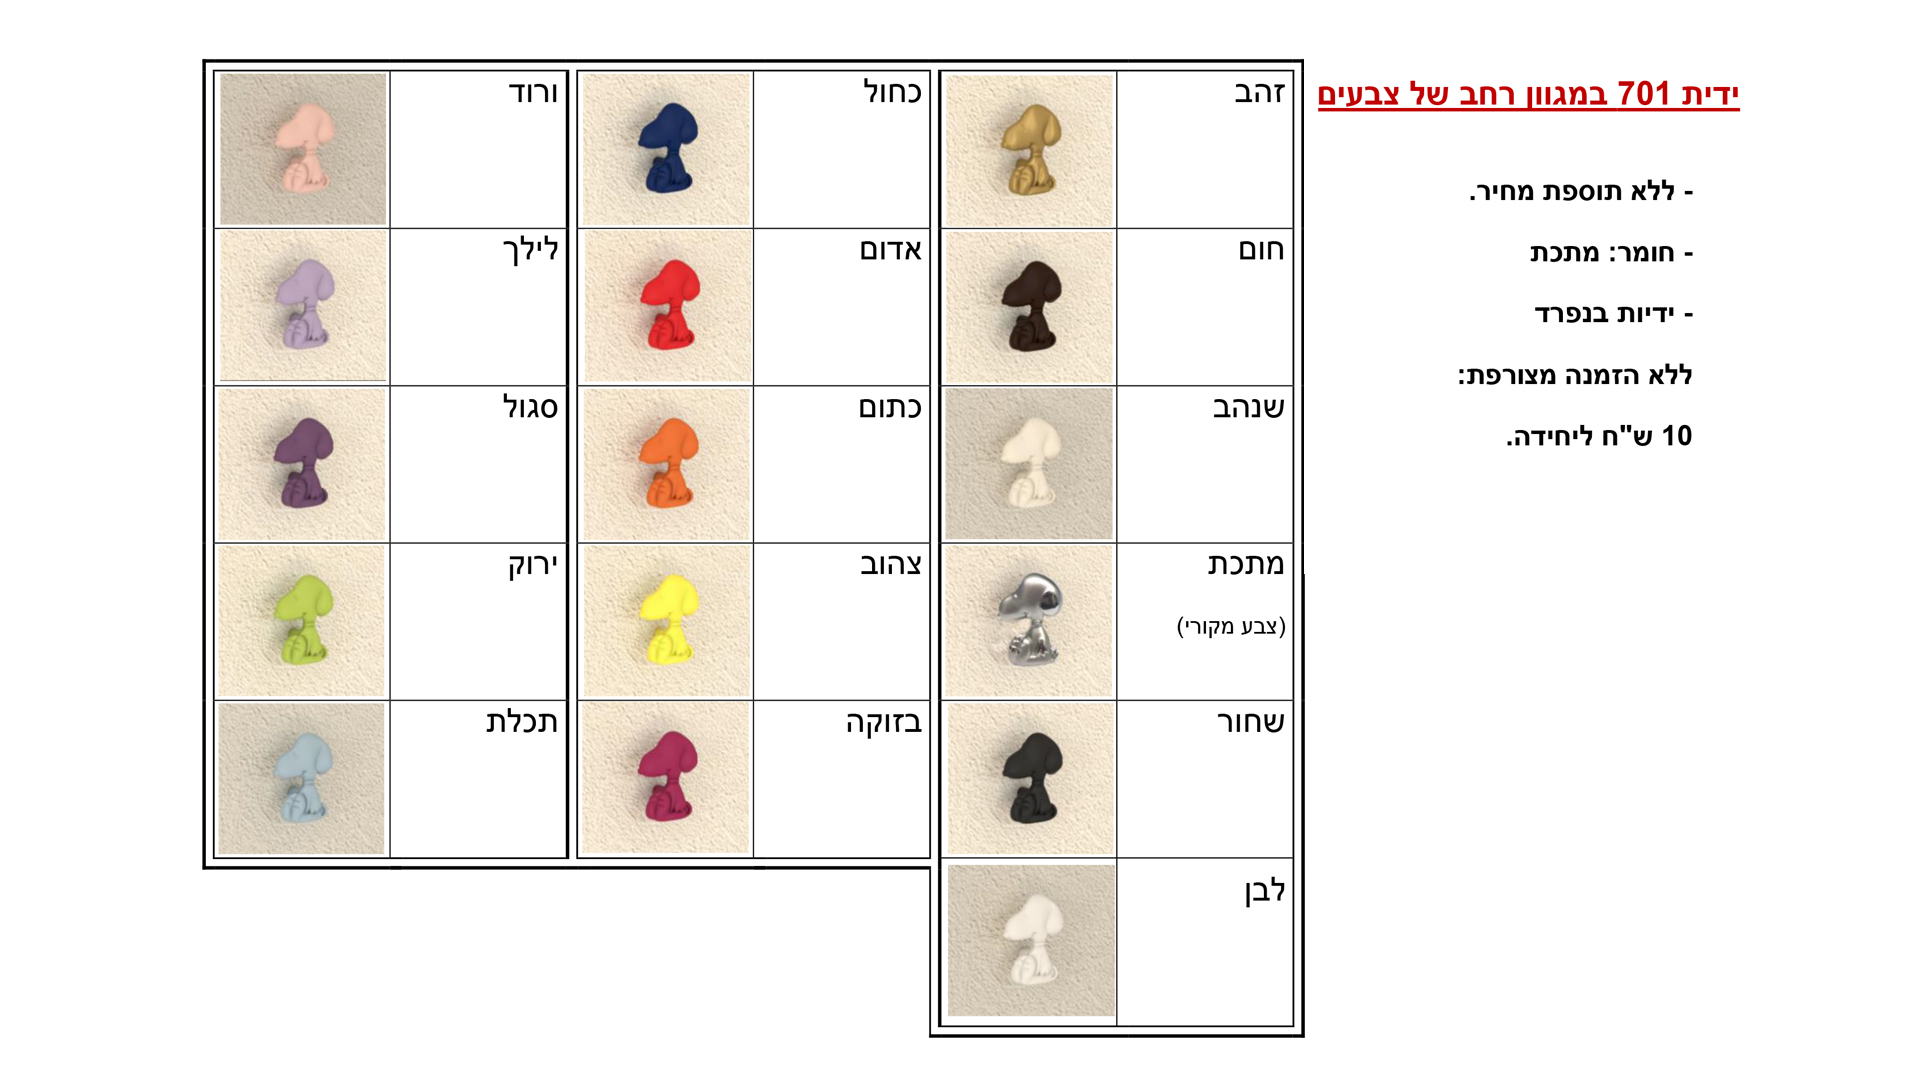 ידית 701 במגוון רחב של צבעים
- ללא תוספת מחיר.
- חומר: מתכת
- ידיות בנפרד
ללא הזמנה מצורפת:
10 ש"ח ליחידה.
זהב
חום
שנהב
מתכת
(צבע מקורי)
שחור
לבן
כחול
אדום
כתום
צהוב
בזוקה
ורוד
לילך
סגול
ירוק
תכלת